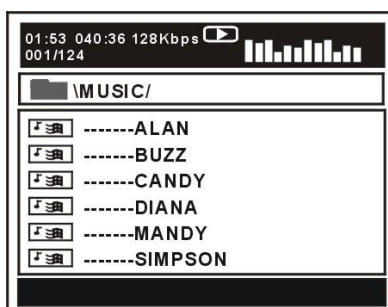 01:53 040:36 128Kbps
001/124
\MUSIC/
-------ALAN
-------BUZZ
-------CANDY
-------DIANA
-------MANDY
-------SIMPSON